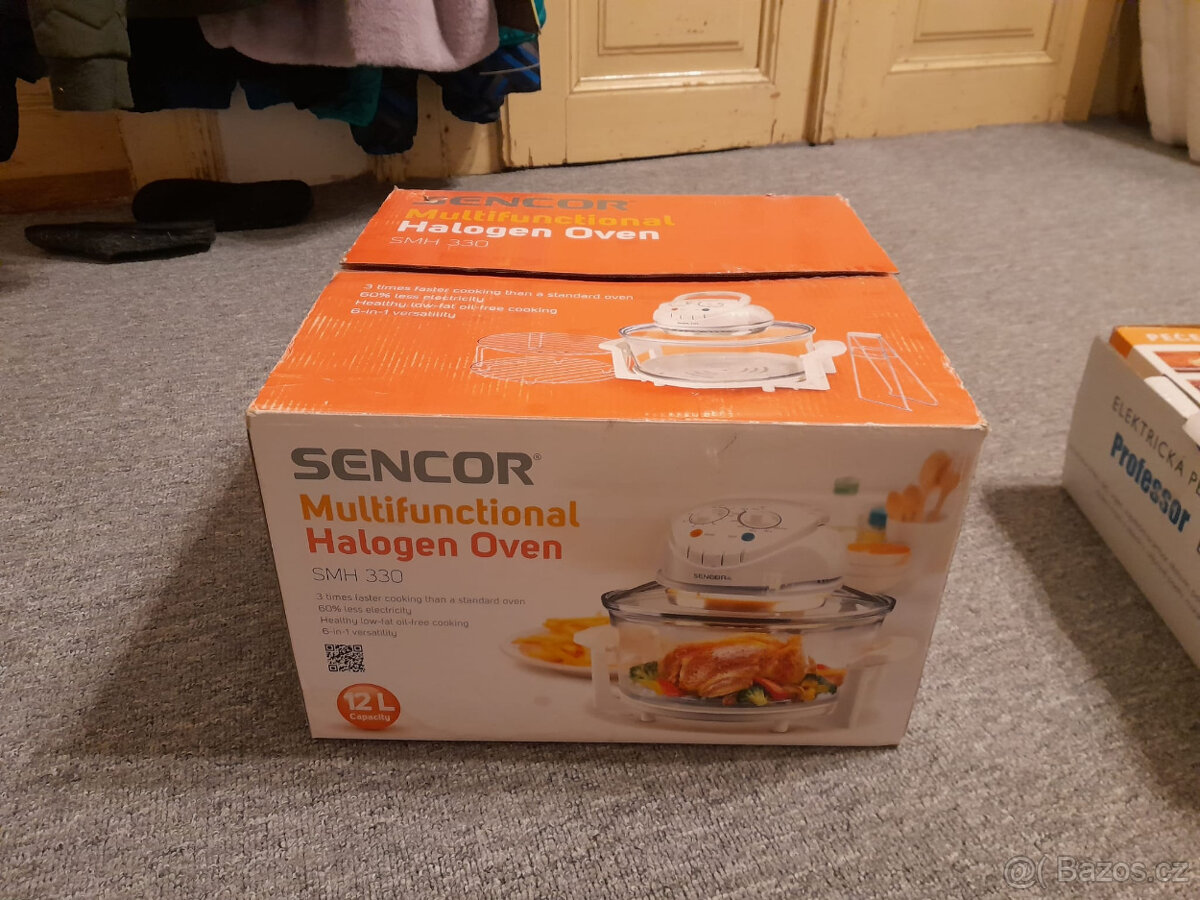 SENCOR
Multifunctional
Halogen Oven
SMH 330
3 times faster cooking than a standard oven
60% less electricity
Healthy low-fat oil-free cooking
6-in-1 versatility
SENCOR®
Multifunctional
Halogen Oven
SMH 330
3 times faster cooking than a standard oven
60% less electricity
Healthy low-fat oil-free cooking
6-in-1 versatility
12 L
Capacity
SENCOR
ELEKTRICKÁ
Professor
Bazos.cz